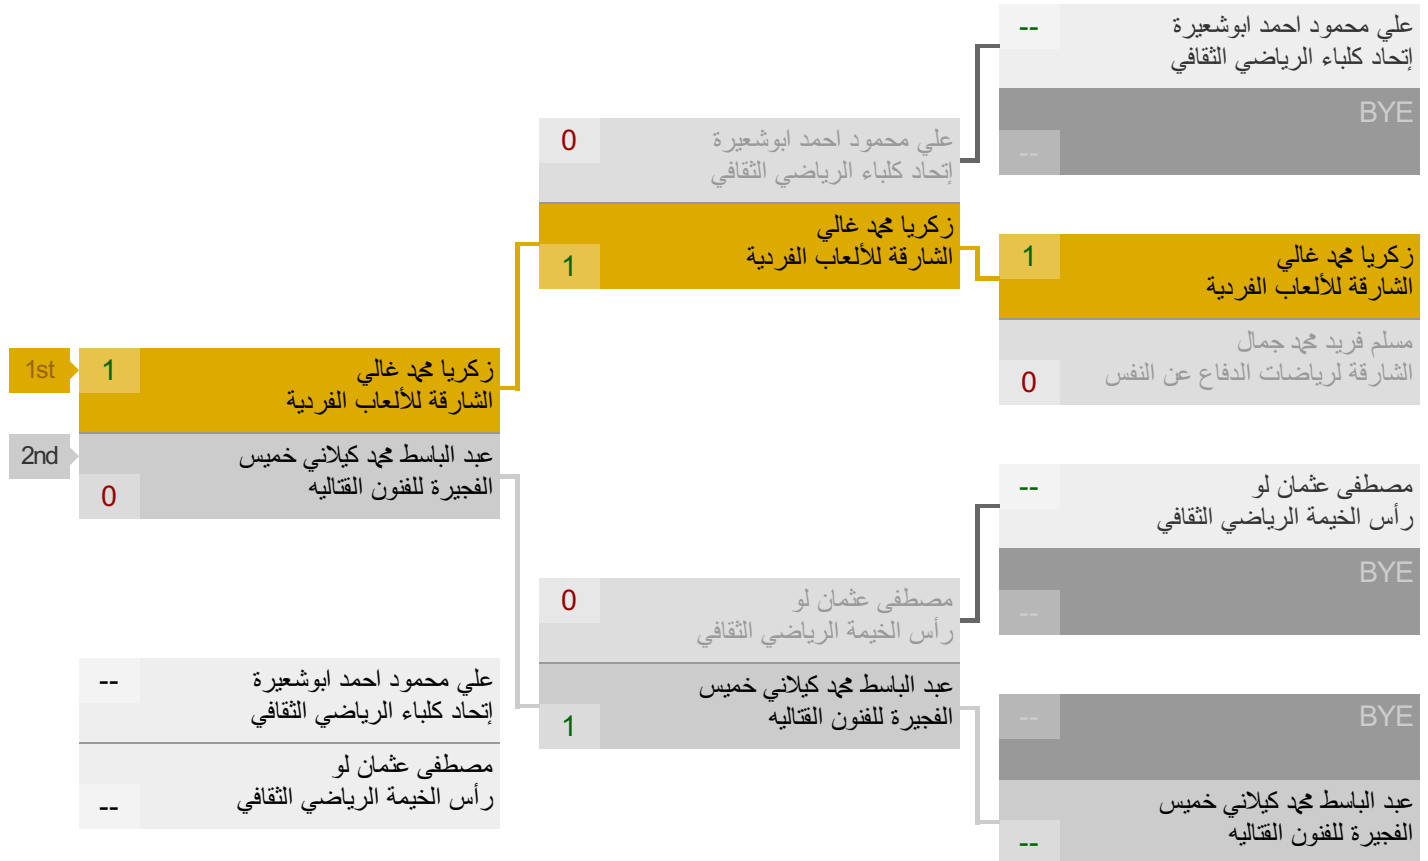 --
علي محمود احمد ابوشعيرة
إتحاد كلباء الرياضي الثقافي
BYE
--
1
زكريا محمد غالي
الشارقة للألعاب الفردية
مسلم فريد محمد جمال
الشارقة لرياضات الدفاع عن النفس
0
--
مصطفى عثمان لو
رأس الخيمة الرياضي الثقافي
BYE
--
BYE
--
عبد الباسط محمد كيلاني خميس
الفجيرة للفنون القتاليه
--
0
علي محمود احمد ابوشعيرة
إتحاد كلباء الرياضي الثقافي
زكريا محمد غالي
الشارقة للألعاب الفردية
1
0
مصطفى عثمان لو
رأس الخيمة الرياضي الثقافي
عبد الباسط محمد كيلاني خميس
الفجيرة للفنون القتاليه
1
1st
1
زكريا محمد غالي
الشارقة للألعاب الفردية
2nd
عبد الباسط محمد كيلاني خميس
الفجيرة للفنون القتاليه
0
--
علي محمود احمد ابوشعيرة
إتحاد كلباء الرياضي الثقافي
مصطفى عثمان لو
رأس الخيمة الرياضي الثقافي
--